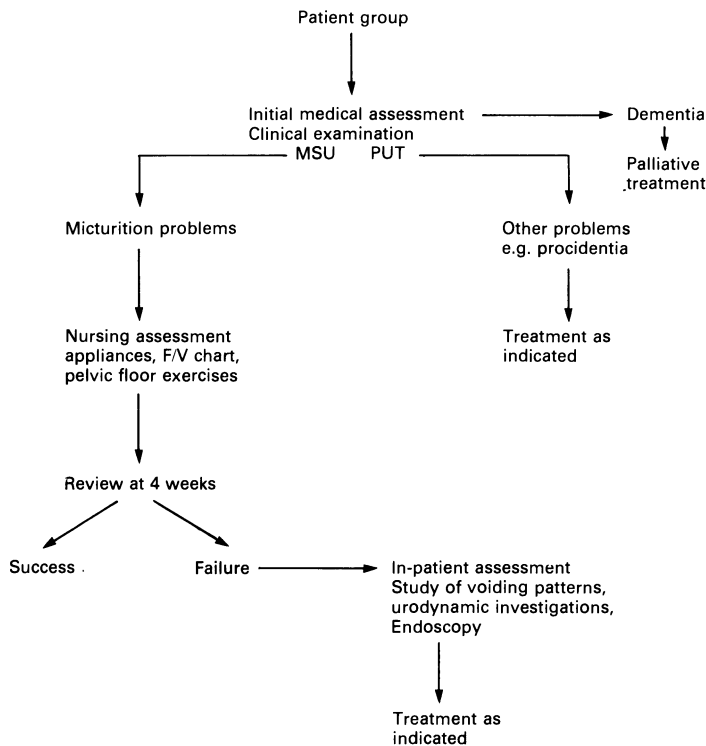 Patient group
Initial medical assessment
Clinical examination
MSU PUT
Dementia
Palliative
treatment
Micturition problems
Other problems
e.g. procidentia
Nursing assessment
appliances, F/V chart,
pelvic floor exercises
Treatment as
indicated
Review at 4 weeks
Success
Failure
In-patient assessment
Study of voiding patterns,
urodynamic investigations,
Endoscopy
Treatment as
indicated